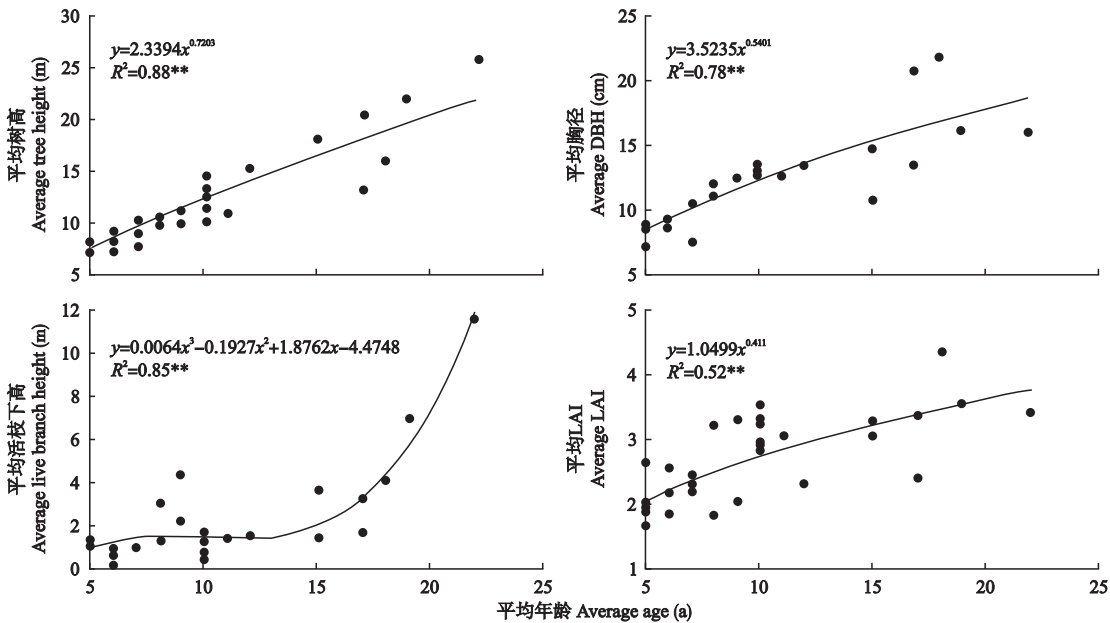 30
25
20
15
10
5
平均树高
Average tree height (m)
y=2.3394x^0.7203
R²=0.88**
25
20
15
10
5
平均胸径
Average DBH (cm)
y=3.5235x^0.5401
R²=0.78**
12
10
8
6
4
2
0
平均活枝下高
Average live branch height (m)
y=0.0064x³−0.1927x²+1.8762x−4.4748
R²=0.85**
5 10 15 20 25
5
4
3
2
1
平均LAI
Average LAI
y=1.0499x^0.411
R²=0.52**
5 10 15 20 25
平均年龄 Average age (a)